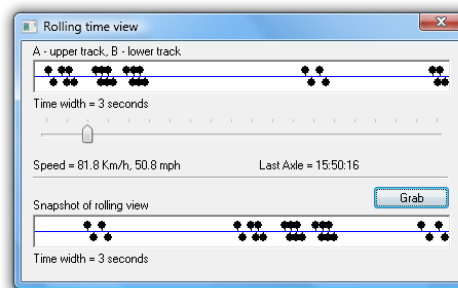 Rolling time view
A - upper track, B - lower track
Time width = 3 seconds
Speed = 81.8 Km/h, 50.8 mph Last Axle = 15:50:16
Grab
Snapshot of rolling view
Time width = 3 seconds